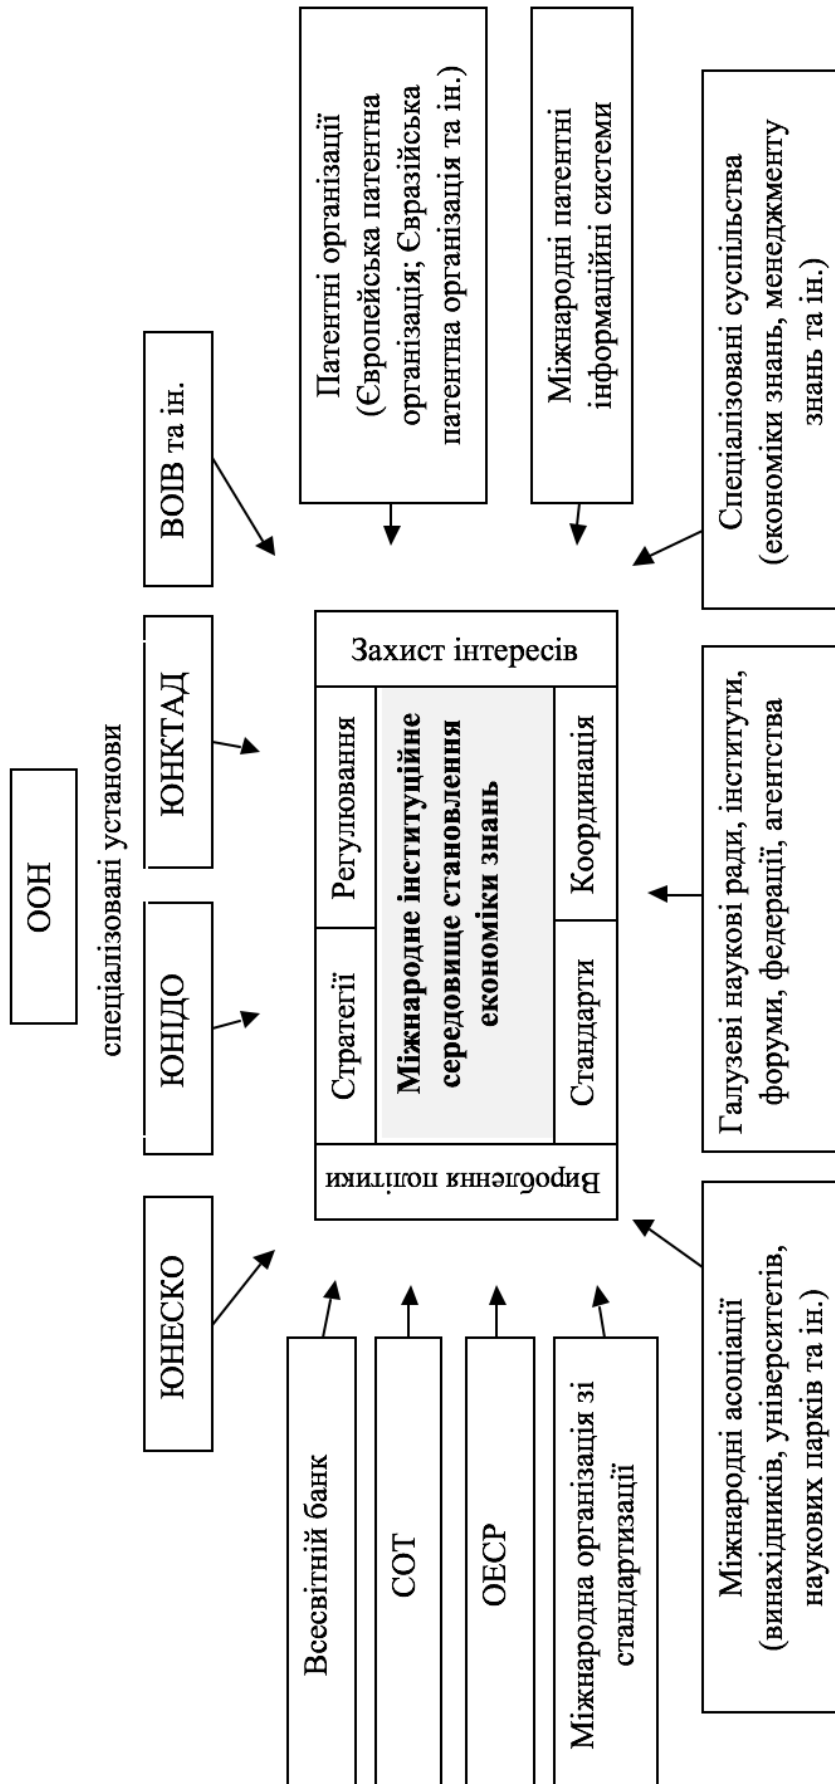 ООН
спеціалізовані установи
ЮНЕСКО
ЮНІДО
ЮНКТАД
ВОІВ та ін.
Всесвітній банк
СОТ
ОЕСР
Міжнародна організація зі
стандартизації
Вироблення політики
Стратегії
Регулювання
Міжнародне інституційне
середовище становлення
економіки знань
Стандарти
Координація
Захист інтересів
Патентні організації
(Європейська патентна
організація; Євразійська
патентна організація та ін.)
Міжнародні патентні
інформаційні системи
Міжнародні асоціації
(винахідників, університетів,
наукових парків та ін.)
Галузеві наукові ради, інститути,
форуми, федерації, агентства
Спеціалізовані суспільства
(економіки знань, менеджменту
знань та ін.)